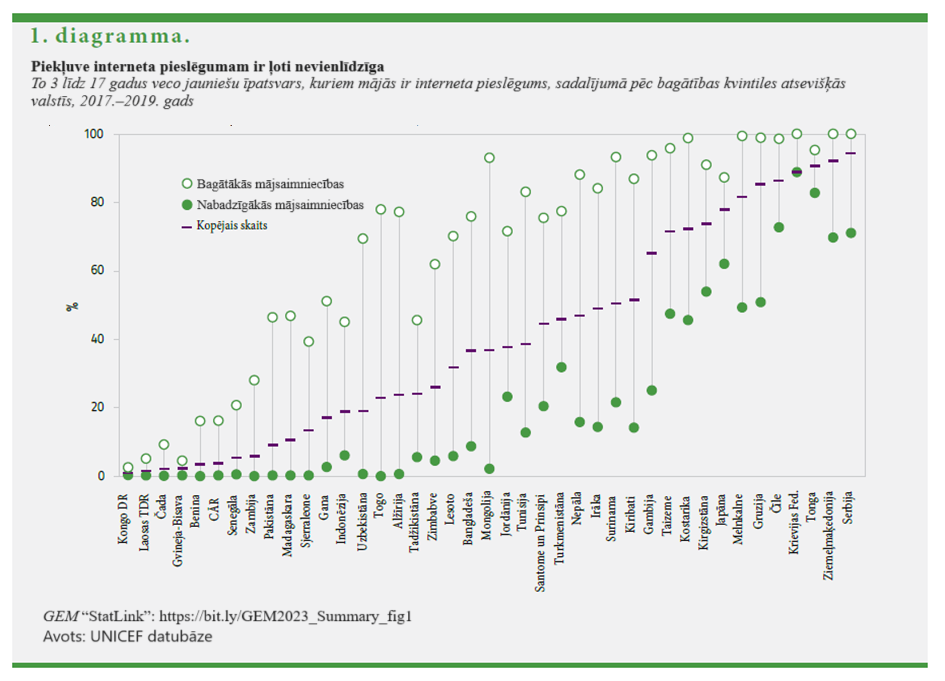 1. diagramma.
Piekļuve interneta pieslēgumam ir ļoti nevienlīdzīga
To 3 līdz 17 gadus veco jauniešu īpatsvars, kuriem mājās ir interneta pieslēgums, sadalījumā pēc bagātības kvintiles atsevišķās
valstīs, 2017.–2019. gads
100
80
60
40
20
0
%
Bagātākās mājsaimniecības
Nabadzīgākās mājsaimniecības
Kopējais skaits
Kongo DR
Laosas TDR
Čada
Gvineja-Bisava
Benina
CĀR
Senegāla
Zambija
Pakistāna
Madagaskara
Sjerraleone
Gana
Indonēzija
Uzbekistāna
Togo
Alžīrija
Tadžikistāna
Zimbabve
Lesoto
Bangladeša
Mongolija
Jordānija
Tunisija
Santome un Prinsipi
Turkmenistāna
Nepāla
Irāka
Surinama
Kiribati
Gambija
Taizeme
Kostarika
Kirgizstāna
Japāna
Melnkalne
Gruzija
Čīle
Krievijas Fed.
Tonga
Ziemeļmaķedonija
Serbija
GEM “StatLink”: https://bit.ly/GEM2023_Summary_fig1
Avots: UNICEF datubāze